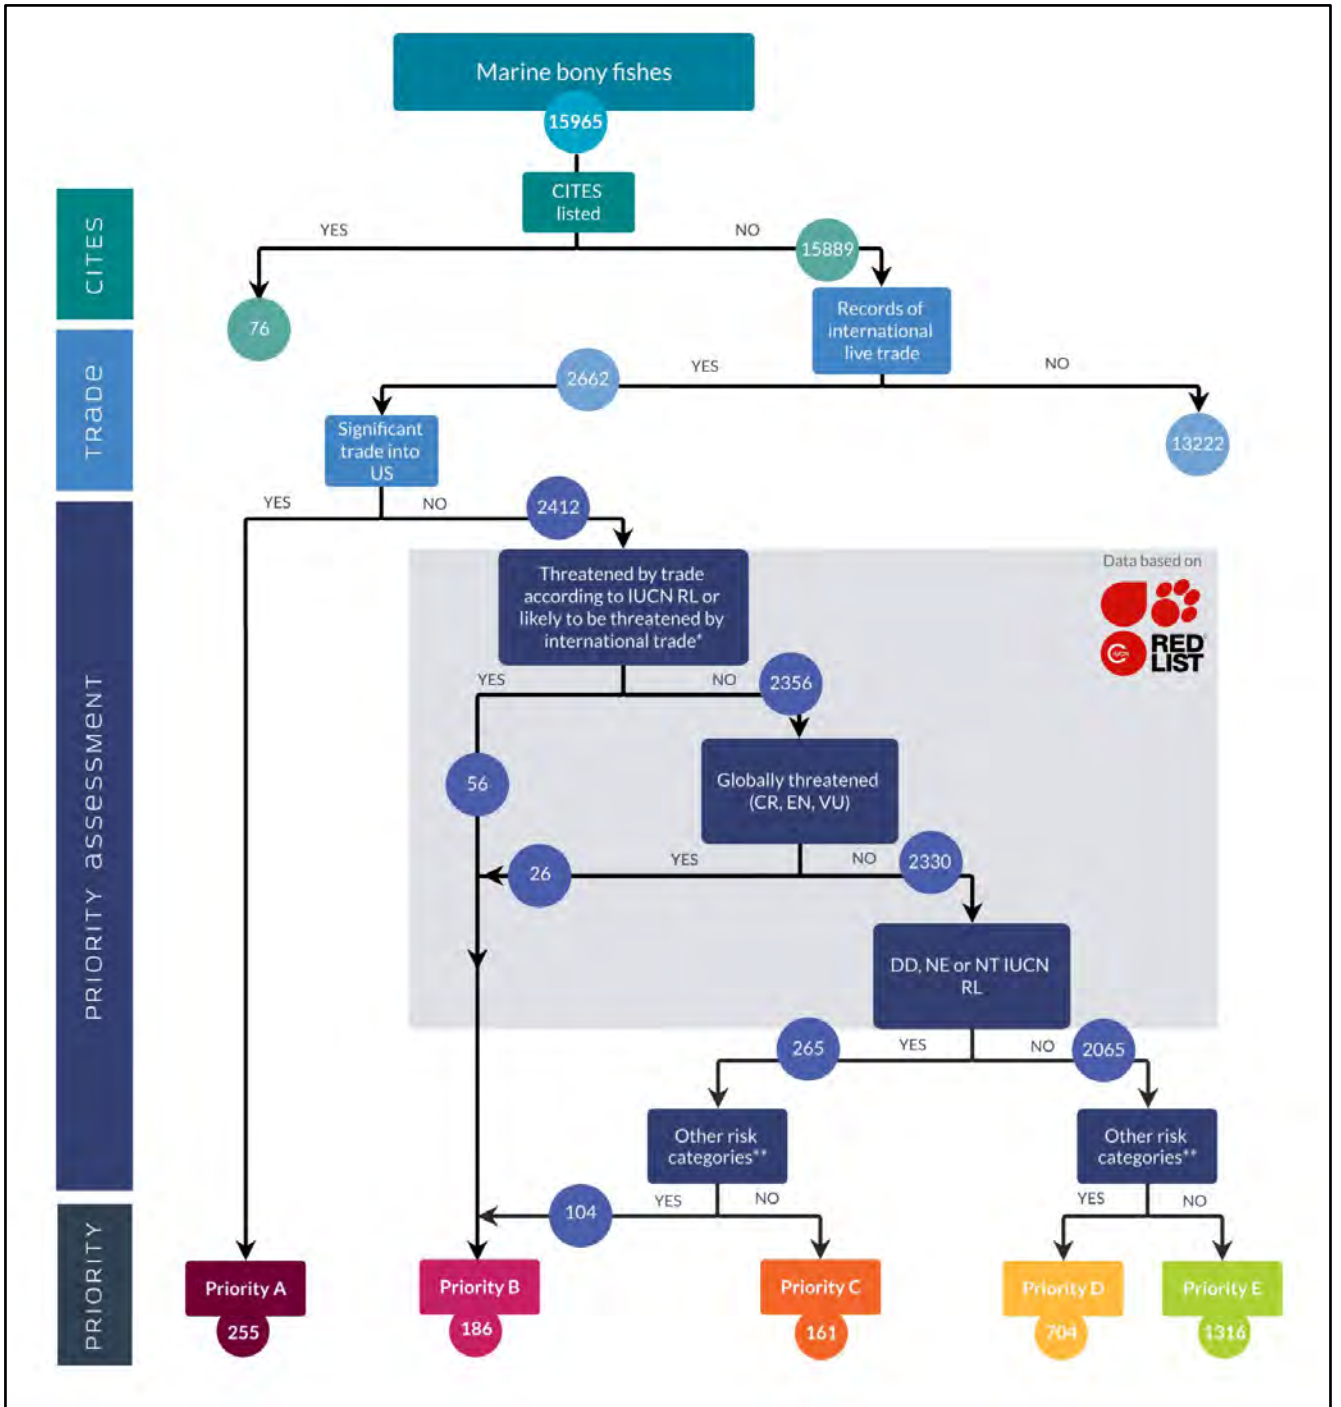 Marine bony fishes
15965
CITES
listed
YES
NO
15889
76
Records of
international
live trade
YES
NO
2662
13222
Significant
trade into
US
YES
NO
2412
Threatened by trade
according to IUCN RL or
likely to be threatened by
international trade*
Data based on
IUCN
RED
LIST
YES
NO
2356
56
Globally threatened
(CR, EN, VU)
YES
NO
26
2330
DD, NE or NT IUCN
RL
265
YES
NO
2065
Other risk
categories**
Other risk
categories**
YES
NO
YES
NO
104
Priority A
255
Priority B
186
Priority C
161
Priority D
704
Priority E
1316
CITES
TRADE
PRIORITY ASSESSMENT
PRIORITY